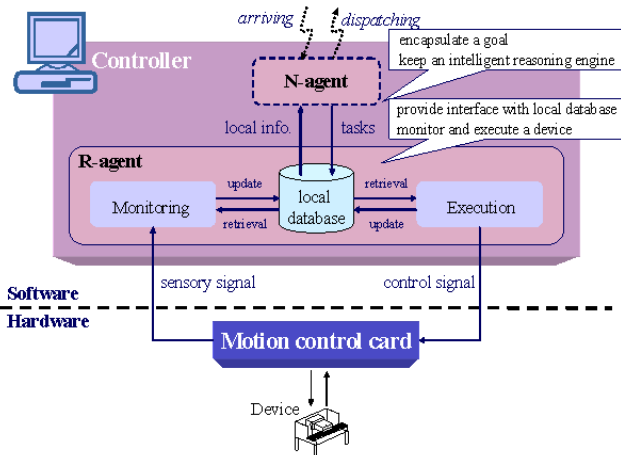 arriving
dispatching
Controller
N-agent
encapsulate a goal
keep an intelligent reasoning engine
provide interface with local database
monitor and execute a device
local info.
tasks
R-agent
Monitoring
update
retrieval
local
database
retrieval
update
Execution
sensory signal
control signal
Software
Hardware
Motion control card
Device